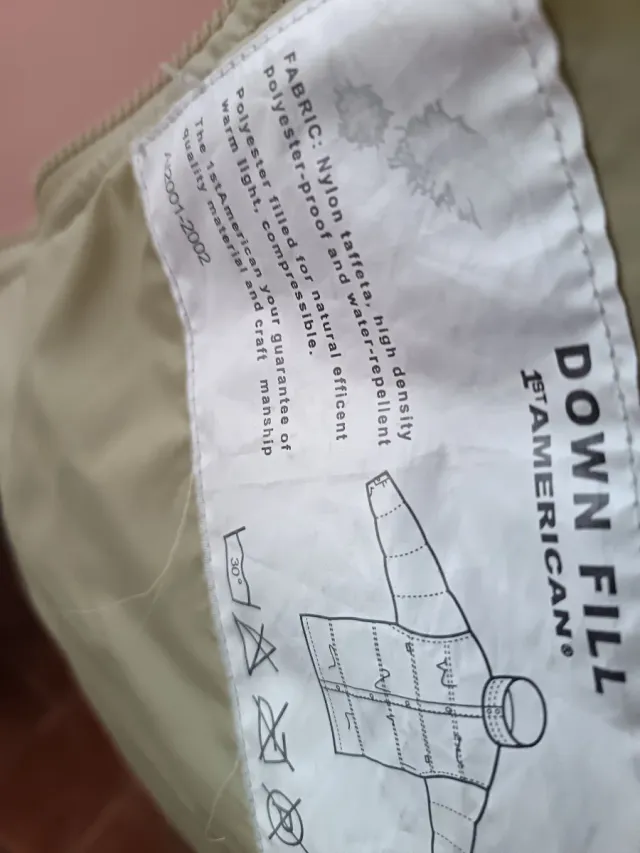 DOWN FILL
1STAMERICAN®
FABRIC: Nylon taffeta, high density
polyester-proof and water-repellent
Polyester filled for natural efficent
warm light, compressible.
The 1stAmerican your guarantee of
quality material and craft manship
A/2001-2002
30°